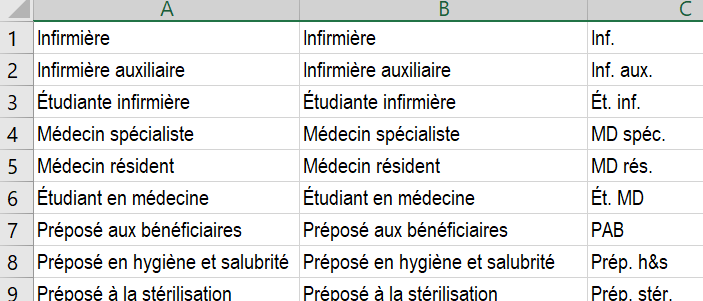 A B C
1 Infirmière Infirmière Inf.
2 Infirmière auxiliaire Infirmière auxiliaire Inf. aux.
3 Étudiante infirmière Étudiante infirmière Ét. inf.
4 Médecin spécialiste Médecin spécialiste MD spéc.
5 Médecin résident Médecin résident MD rés.
6 Étudiant en médecine Étudiant en médecine Ét. MD
7 Préposé aux bénéficiaires Préposé aux bénéficiaires PAB
8 Préposé en hygiène et salubrité Préposé en hygiène et salubrité Prép. h&s
9 Préposé à la stérilisation Préposé à la stérilisation Prép. stér.